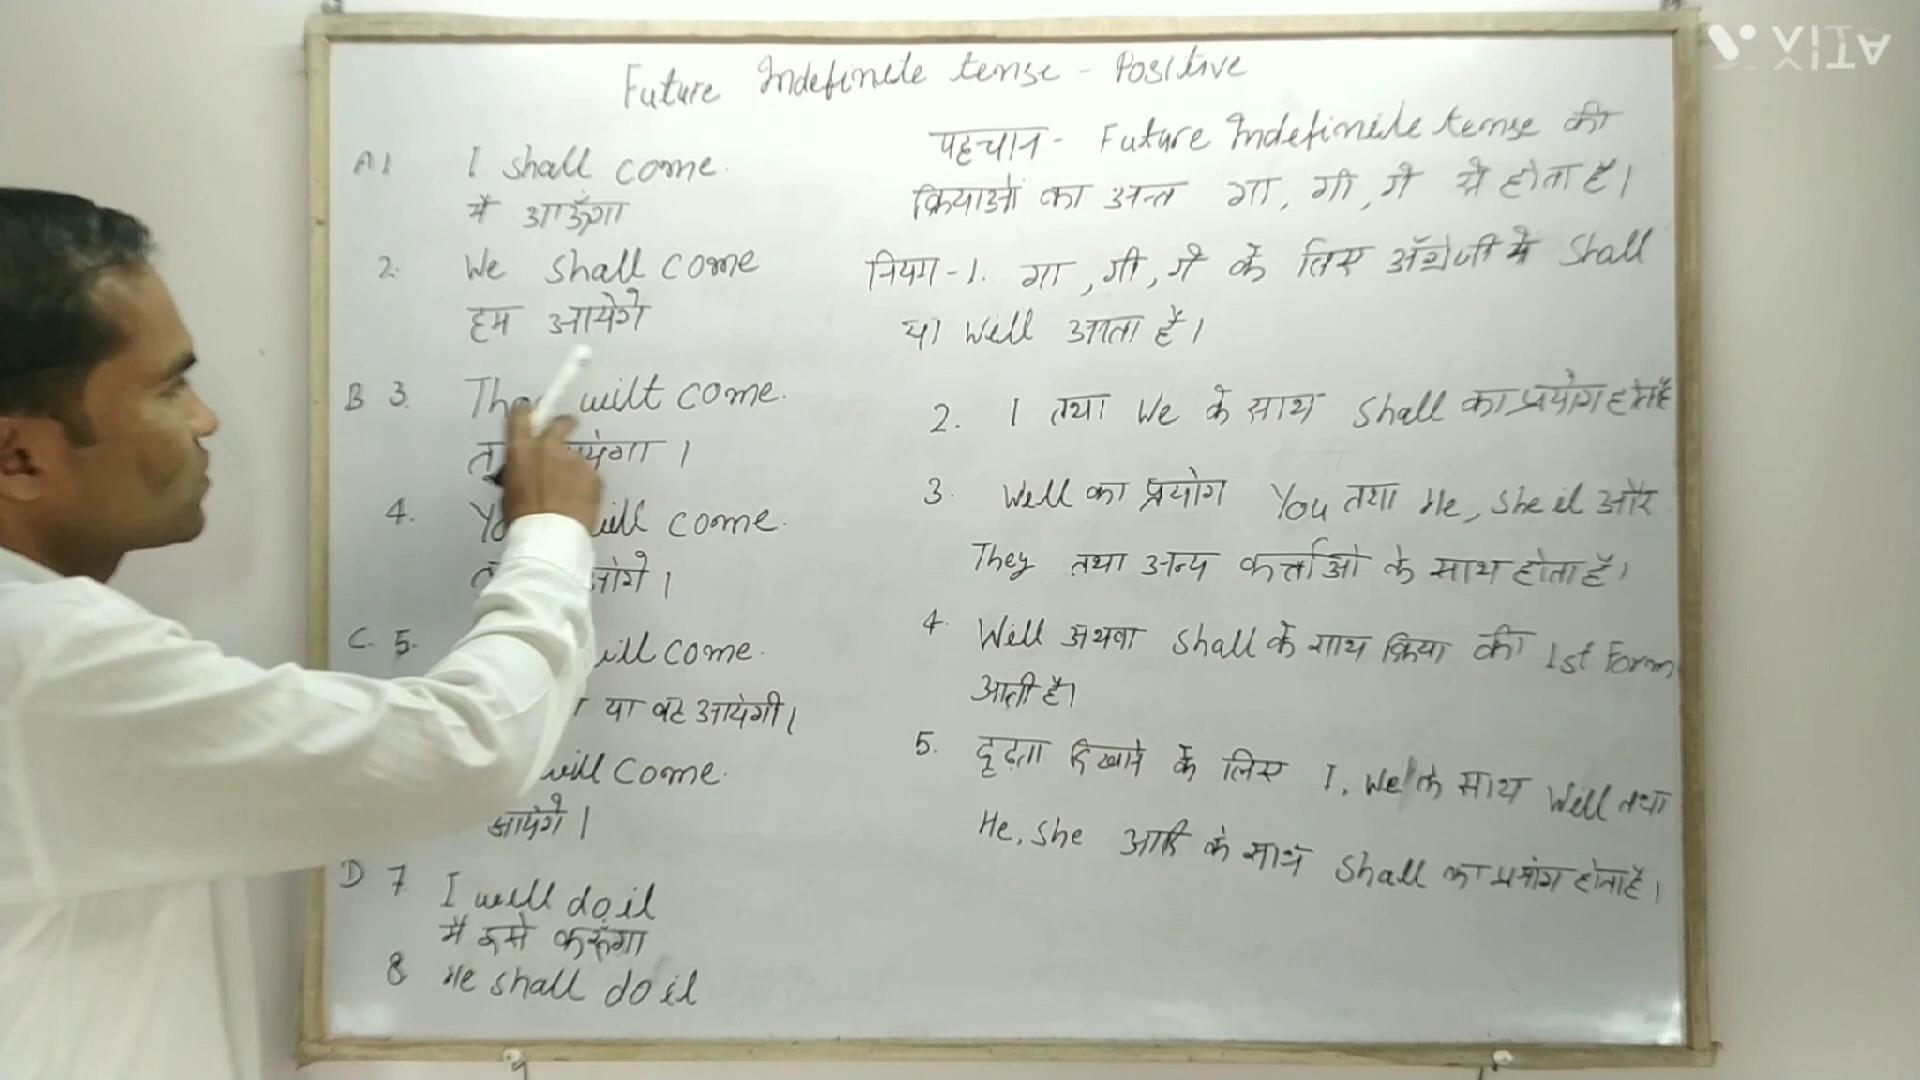 VITA
Future Indefinite tense - Positive
A 1 I shall come.
मैं आऊँगा
2. We shall come
हम आयेगे
B 3. wilt come.
4. will come.
C. 5. will come.
या वह आयेगी।
will come.
आयेगे।
D 7 I will do it
मैं इसे करूँगा
8 He shall do it
पहचान - Future Indefinite tense की
क्रियाओं का अन्त गा, गी, गे से होता है।
नियम - 1. गा, गी, गे के लिए अँग्रेजी में Shall
या Will आता है।
2. I तथा We के साथ Shall का प्रयोग होता है
3. Will का प्रयोग You तथा He, She it और
They तथा अन्य कर्त्ताओ के साथ होता है।
4. Will अथवा Shall के साथ क्रिया की 1st Form
आती है।
5. दृढ़ता दिखाने के लिए I, We के साथ Will तथा
He, She आदि के साथ Shall का प्रयोग होता है।